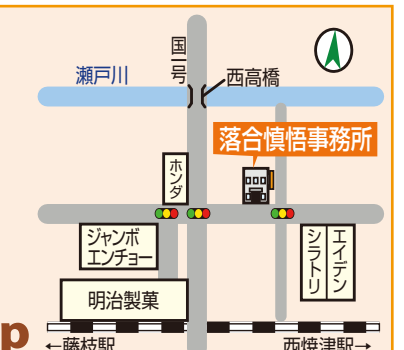 国一号
瀬戸川
西高橋
落合慎悟事務所
ホンダ
ジャンボ
エンチョー
シラトリ
エイデン
明治製菓
p
←藤枝駅
西焼津駅→